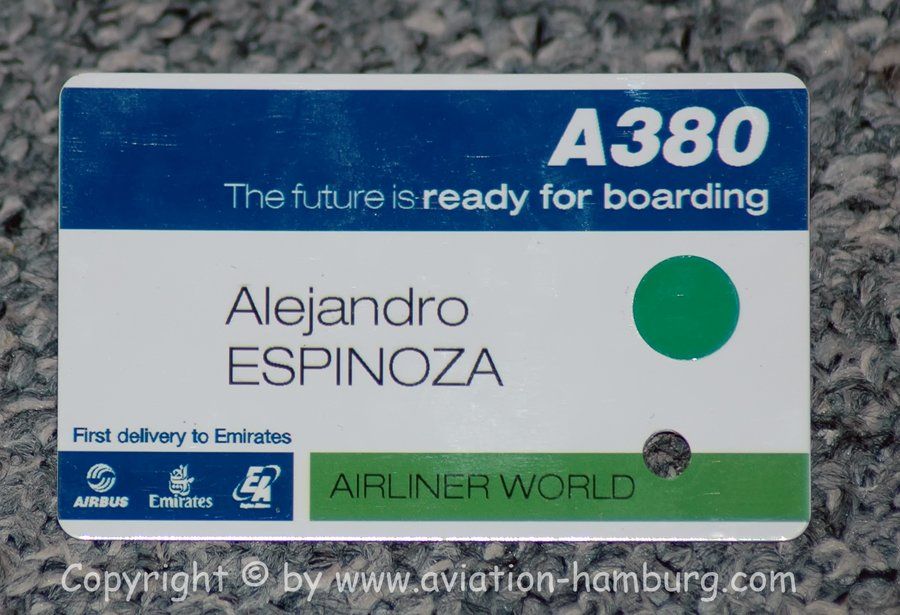 A380
The future is ready for boarding
Alejandro
ESPINOZA
First delivery to Emirates
AIRBUS
Emirates
EA
AIRLINER WORLD
Copyright © by www.aviation-hamburg.com